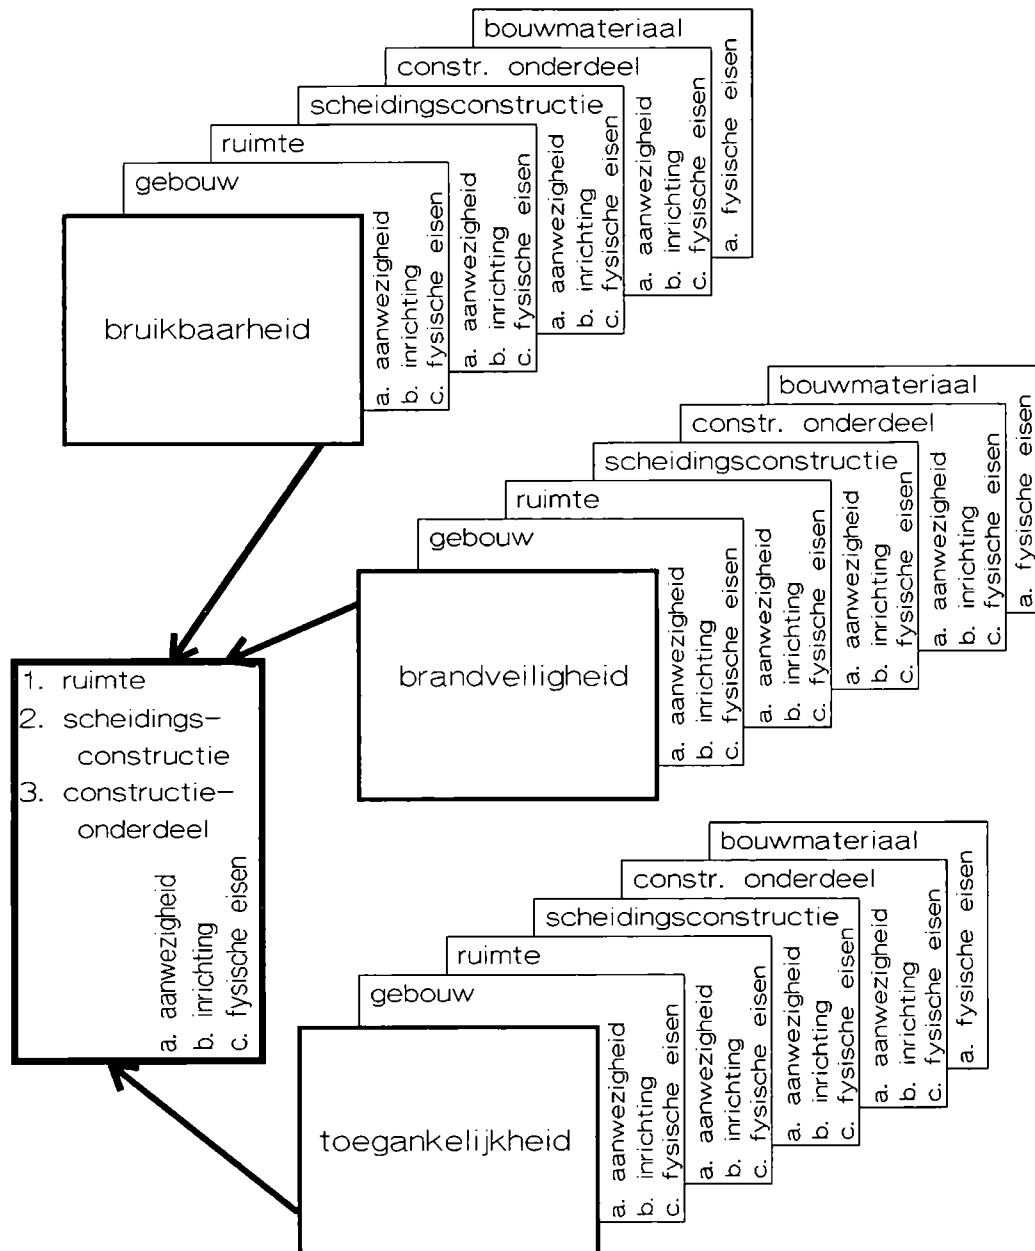 bouwmateriaal
a. fysische eisen
constr. onderdeel
a. aanwezigheid
b. inrichting
c. fysische eisen
scheidingsconstructie
a. aanwezigheid
b. inrichting
c. fysische eisen
ruimte
a. aanwezigheid
b. inrichting
c. fysische eisen
gebouw
a. aanwezigheid
b. inrichting
c. fysische eisen
bruikbaarheid
bouwmateriaal
a. fysische eisen
constr. onderdeel
a. aanwezigheid
b. inrichting
c. fysische eisen
scheidingsconstructie
a. aanwezigheid
b. inrichting
c. fysische eisen
ruimte
a. aanwezigheid
b. inrichting
c. fysische eisen
gebouw
a. aanwezigheid
b. inrichting
c. fysische eisen
brandveiligheid
1. ruimte
2. scheidings-
constructie
3. constructie-
onderdeel
a. aanwezigheid
b. inrichting
c. fysische eisen
bouwmateriaal
a. fysische eisen
constr. onderdeel
a. aanwezigheid
b. inrichting
c. fysische eisen
scheidingsconstructie
a. aanwezigheid
b. inrichting
c. fysische eisen
ruimte
a. aanwezigheid
b. inrichting
c. fysische eisen
gebouw
a. aanwezigheid
b. inrichting
c. fysische eisen
toegankelijkheid